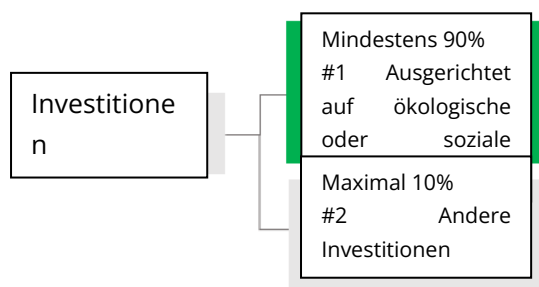 Investitione
n
Mindestens 90%
#1 Ausgerichtet
auf ökologische
oder soziale
Maximal 10%
#2 Andere
Investitionen